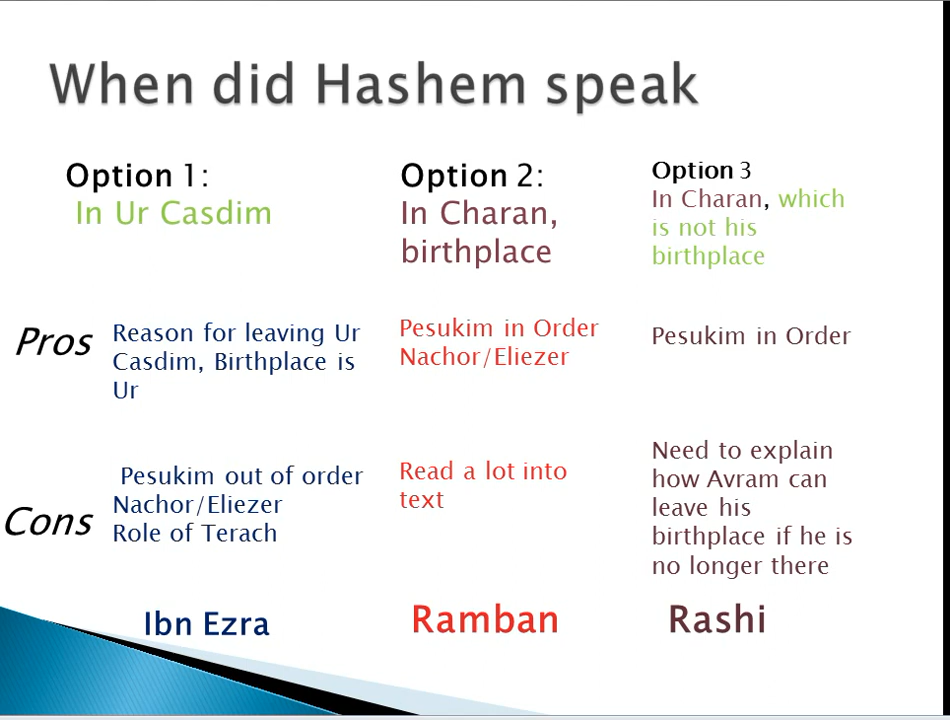 When did Hashem speak
Option 1:
In Ur Casdim
Option 2:
In Charan,
birthplace
Option 3
In Charan, which
is not his
birthplace
Pros
Reason for leaving Ur
Casdim, Birthplace is
Ur
Pesukim in Order
Nachor/Eliezer
Pesukim in Order
Cons
Pesukim out of order
Nachor/Eliezer
Role of Terach
Read a lot into
text
Need to explain
how Avram can
leave his
birthplace if he is
no longer there
Ibn Ezra
Ramban
Rashi